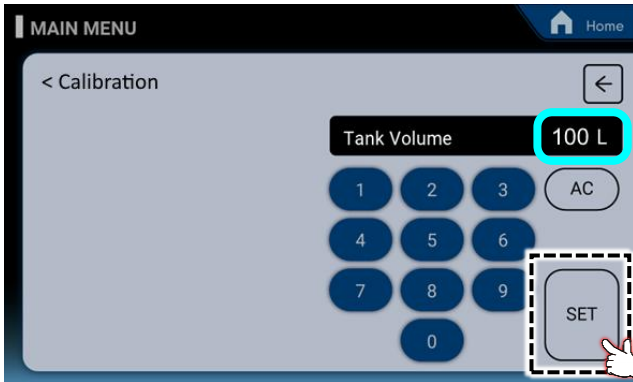 MAIN MENU
Home
< Calibration
←
Tank Volume 100 L
1 2 3 AC
4 5 6
7 8 9
SET
0